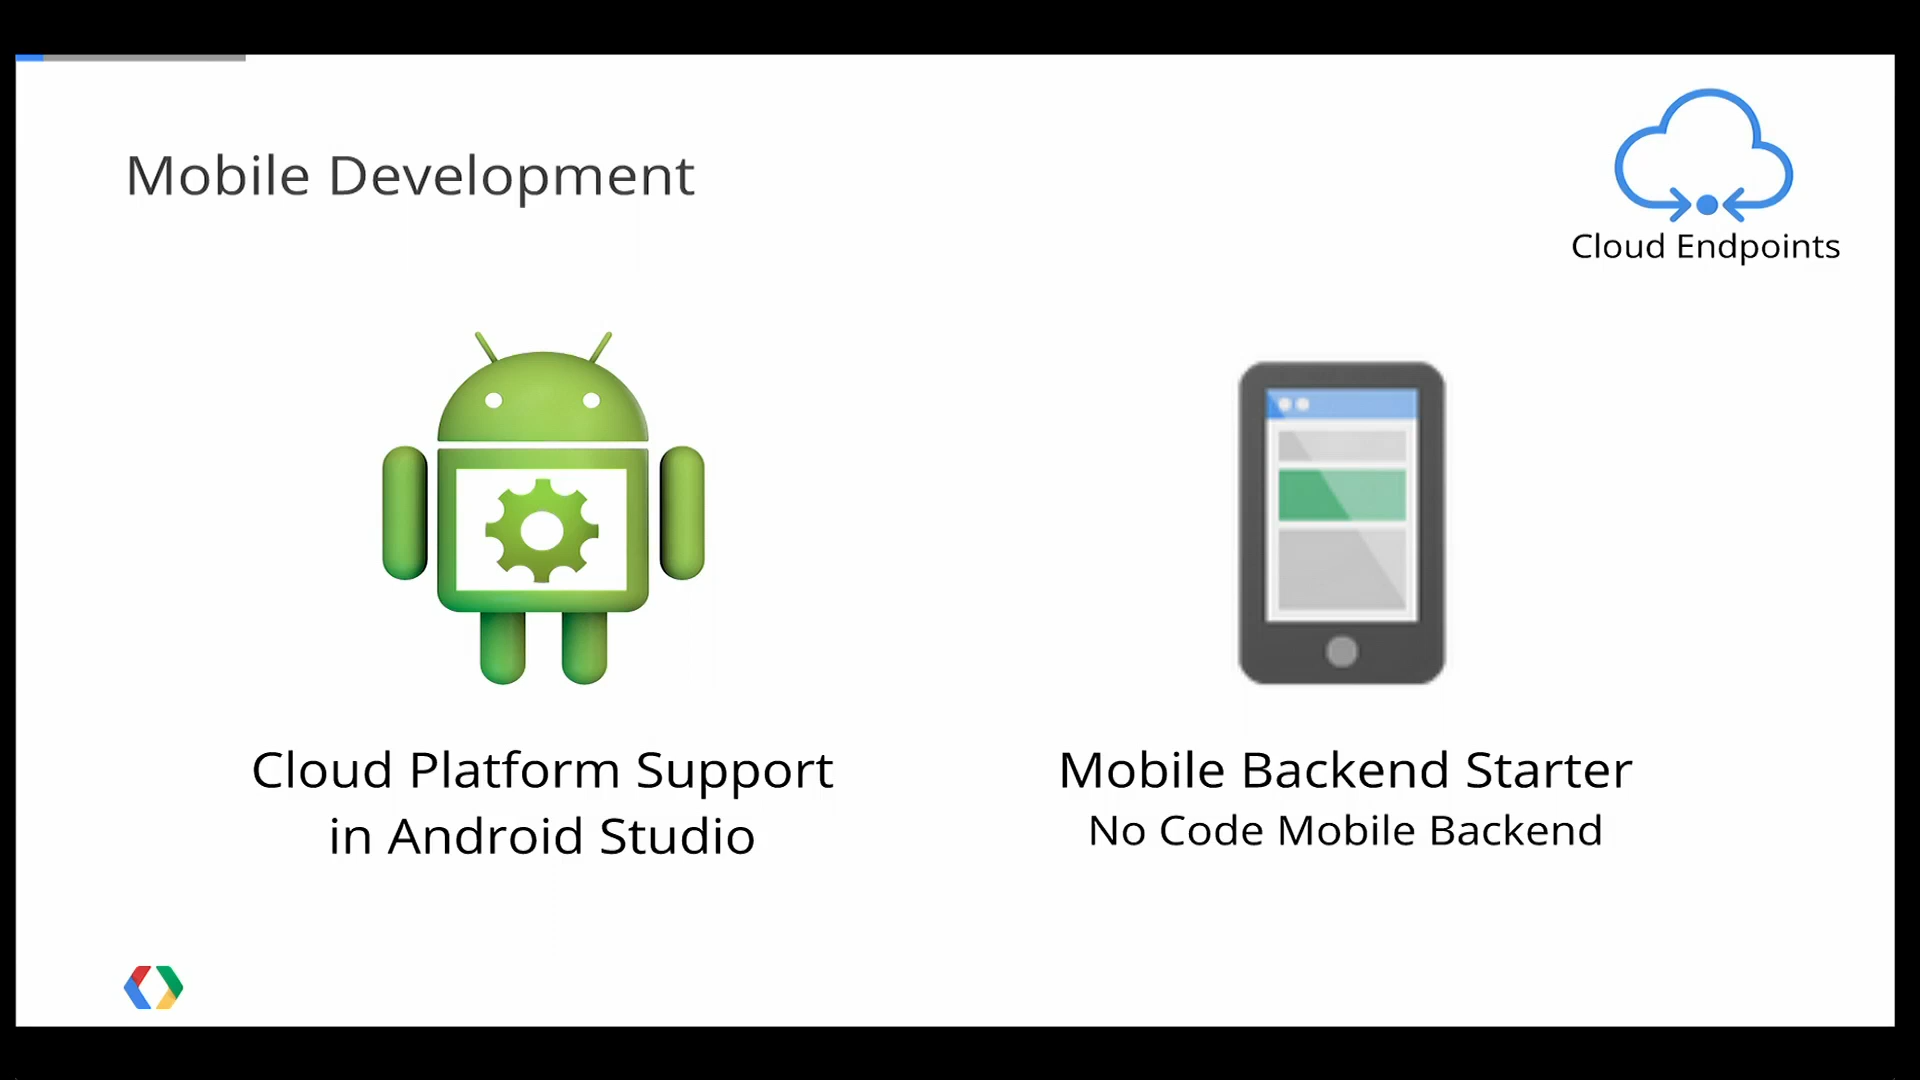 Mobile Development
Cloud Endpoints
Cloud Platform Support
in Android Studio
Mobile Backend Starter
No Code Mobile Backend